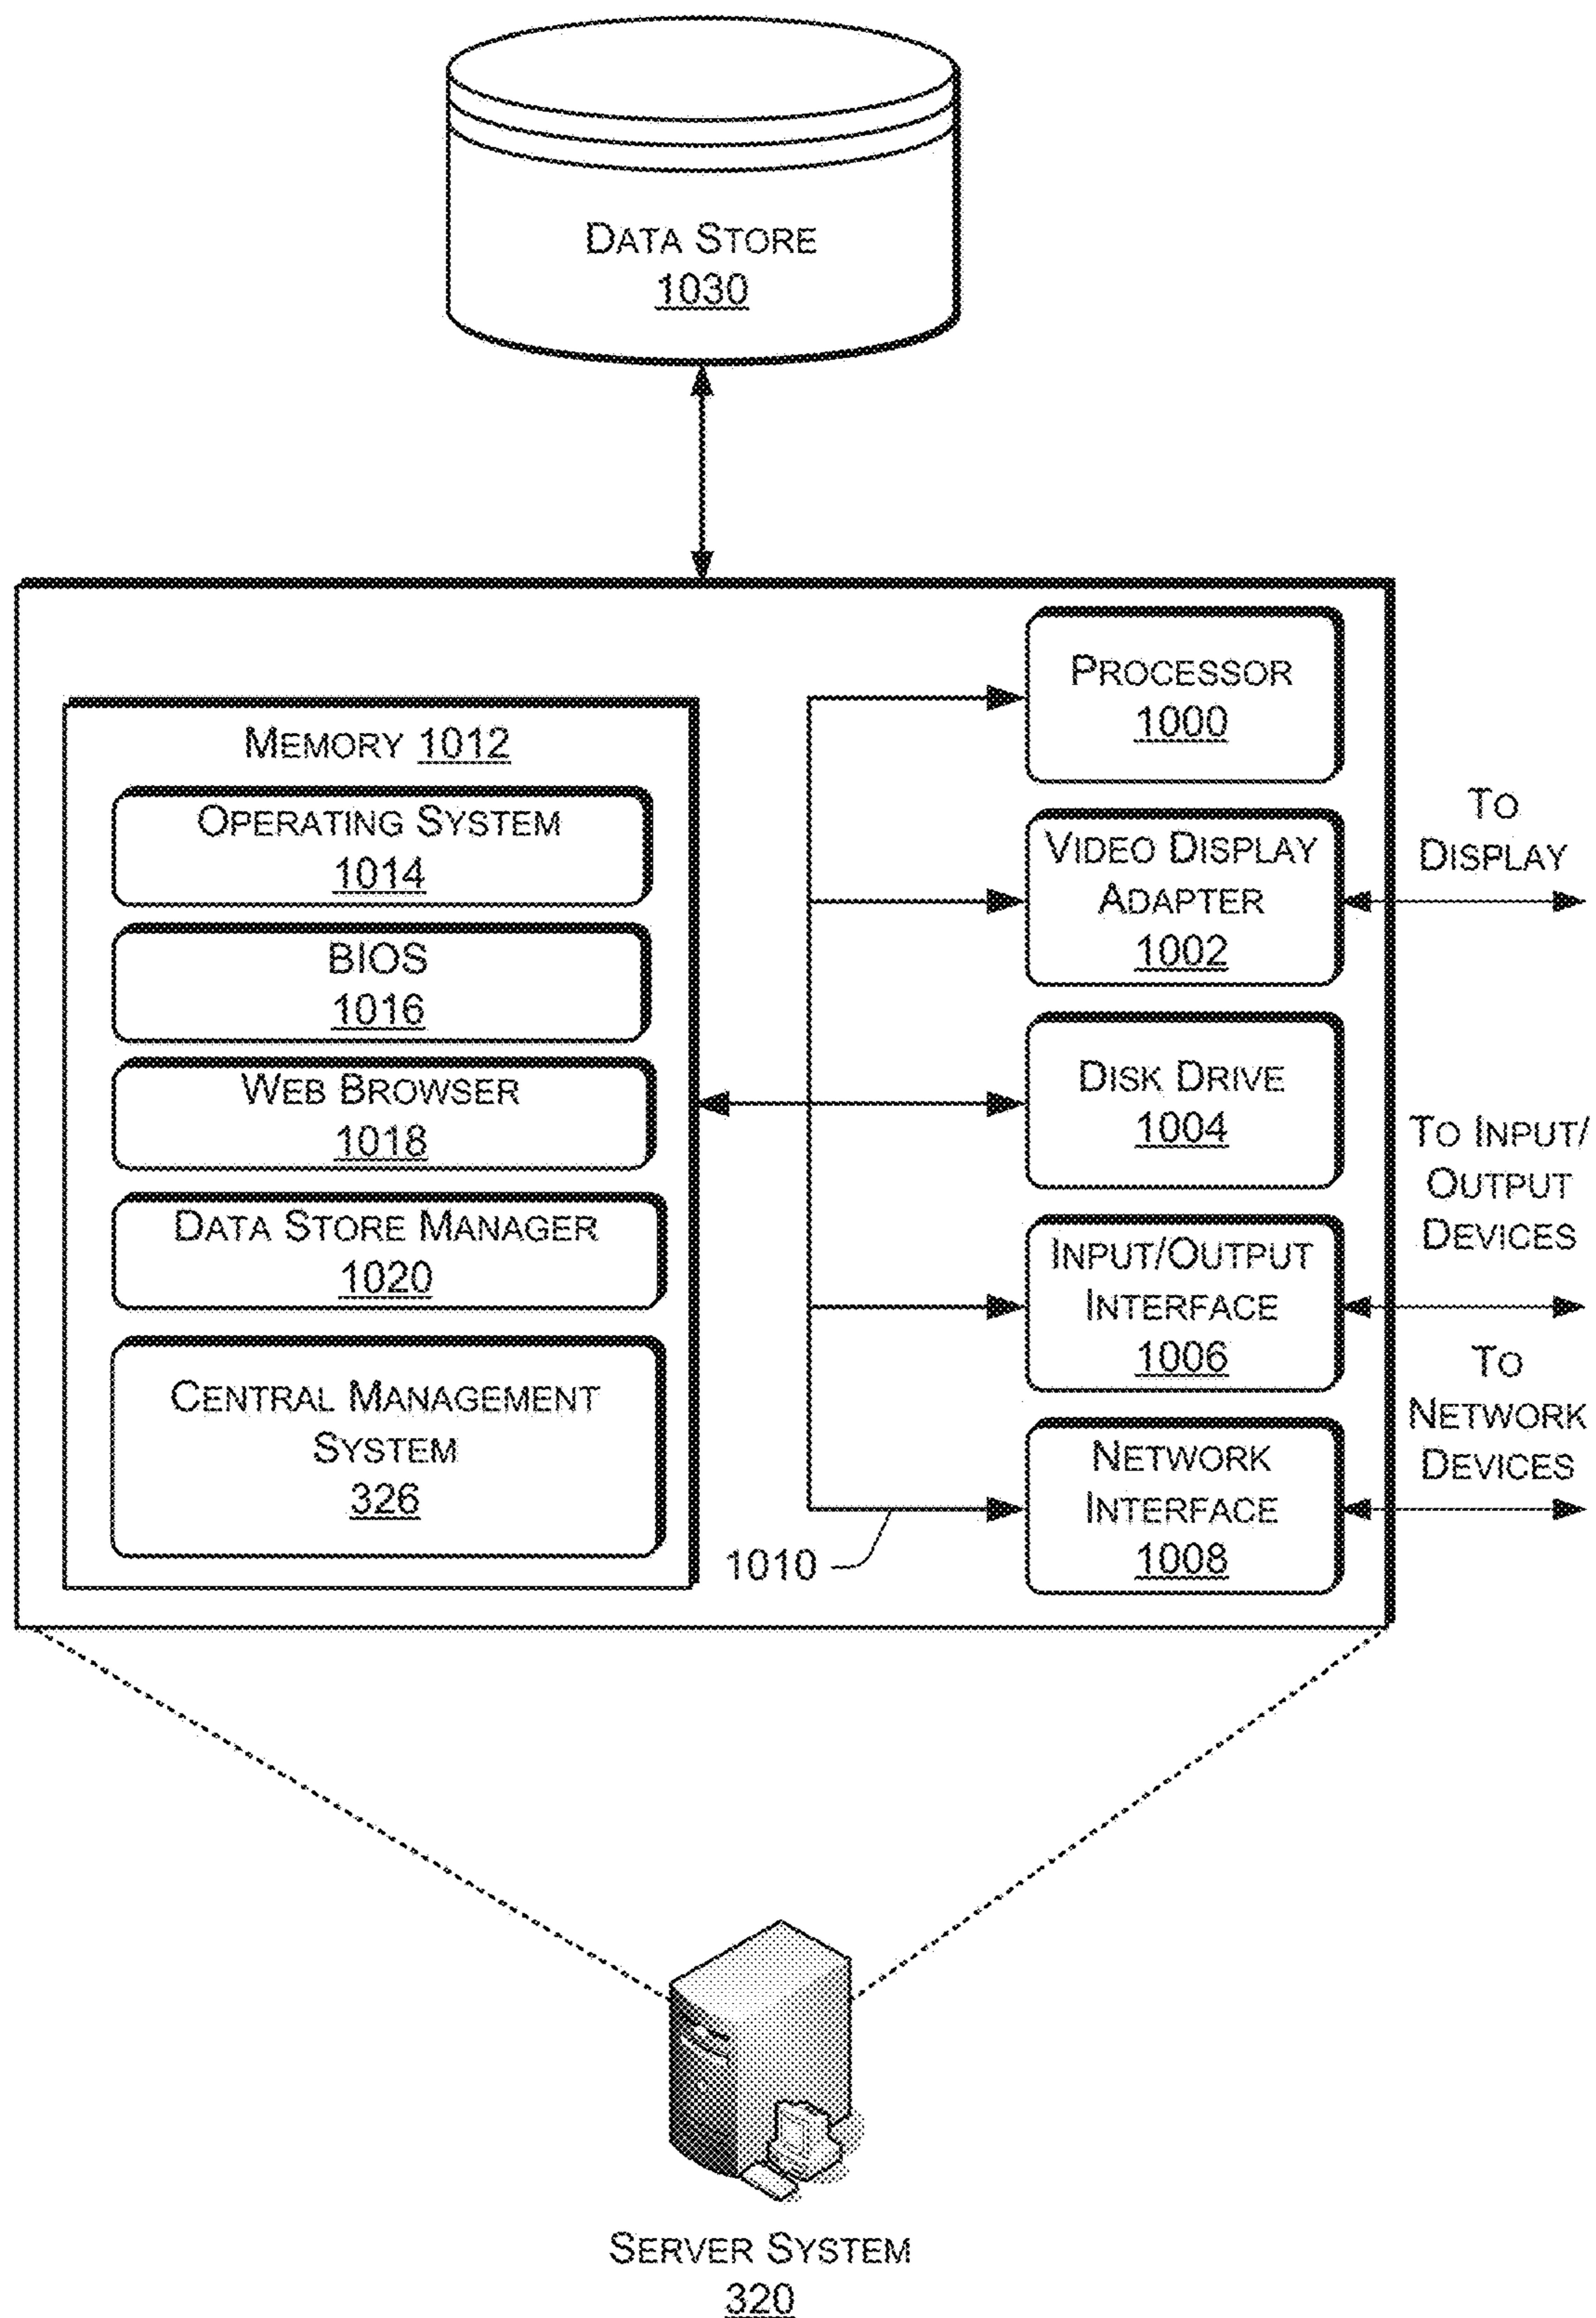 DATA STORE
1030
MEMORY 1012
OPERATING SYSTEM
1014
BIOS
1016
WEB BROWSER
1018
DATA STORE MANAGER
1020
CENTRAL MANAGEMENT
SYSTEM
326
PROCESSOR
1000
VIDEO DISPLAY
ADAPTER
1002
DISK DRIVE
1004
INPUT/OUTPUT
INTERFACE
1006
NETWORK
INTERFACE
1008
1010
TO
DISPLAY
TO INPUT/
OUTPUT
DEVICES
TO
NETWORK
DEVICES
SERVER SYSTEM
320